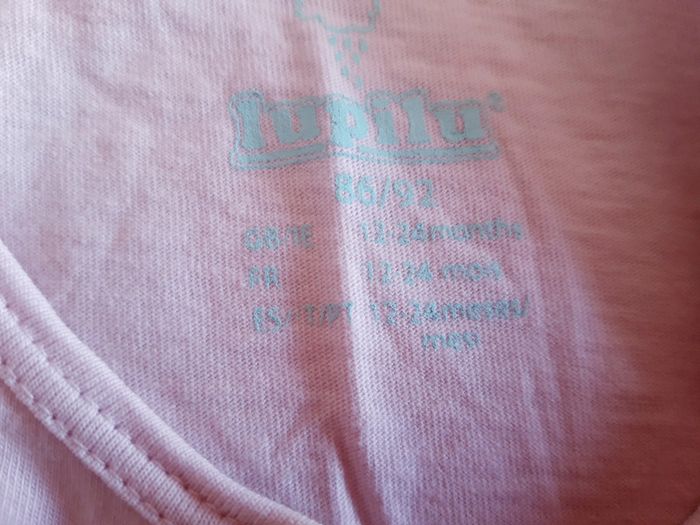 lupilu®
86/92
GB/IE 12-24months
FR 12-24 mois
ES/IT/PT 12-24meses/
mesi